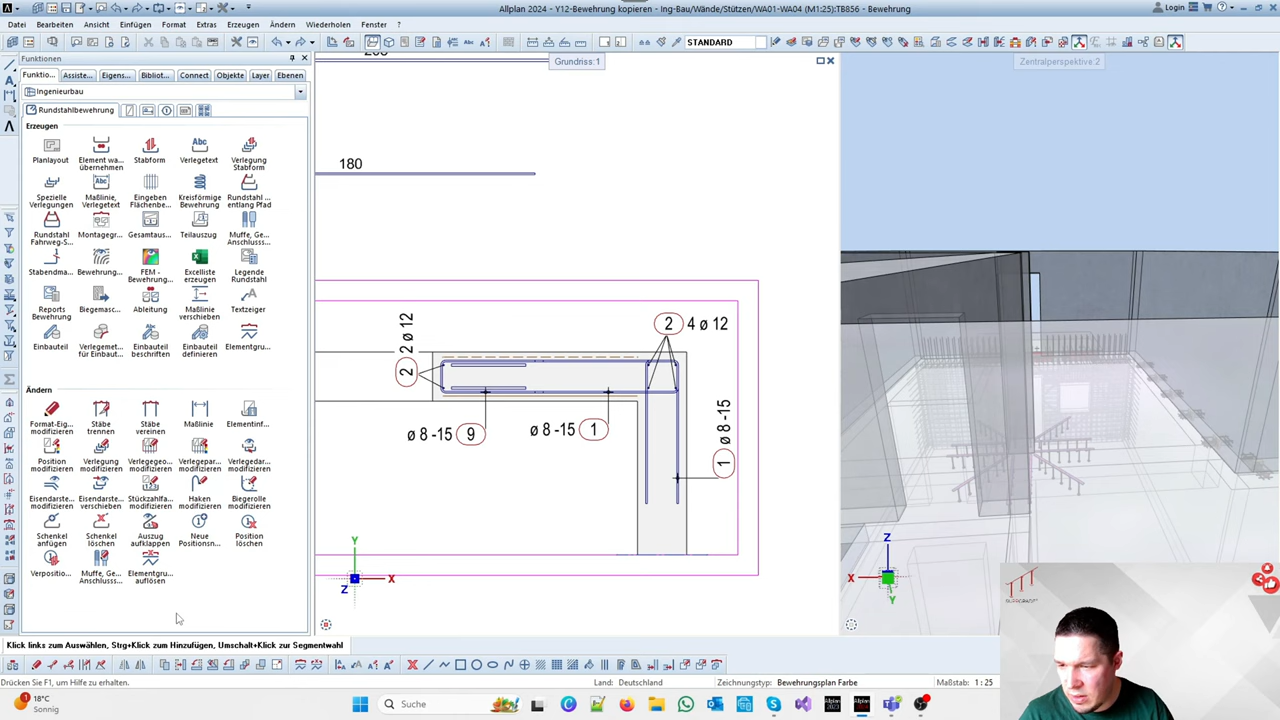 Allplan 2024 - Y12-Bewehrung kopieren - Ing-Bau/Wände/Stützen/WA01-WA04 (M1:25):TB856 - Bewehrung
Login
Datei Bearbeiten Ansicht Einfügen Format Extras Erzeugen Ändern Wiederholen Fenster ?
STANDARD
Funktionen
Grundriss:1
Zentralperspektive:2
Funktio... Assiste... Eigens... Bibliot... Connect Objekte Layer Ebenen
Ingenieurbau
Rundstahlbewehrung
Erzeugen
Planlayout
Element wa... übernehmen
Stabform
Verlegetext
Verlegung Stabform
Spezielle Verlegungen
Maßlinie, Verlegetext
Eingeben Flächenbe...
Kreisförmige Bewehrung
Rundstahl ... entlang Pfad
Rundstahl Fahrweg-S...
Montagegr...
Gesamtaus...
Teilauszug
Muffe, Ge... Anschlusss...
Stabendma...
Bewehrung...
FEM - Bewehrung...
Excelliste erzeugen
Legende Rundstahl
Reports Bewehrung
Biegemasc...
Ableitung
Maßlinie verschieben
Textzeiger
Einbauteil
Verlegemet... für Einbaut...
Einbauteil beschriften
Einbauteil definieren
Elementgru...
Ändern
Format-Eig... modifizieren
Stäbe trennen
Stäbe vereinen
Maßlinie
Elementinf...
Position modifizieren
Verlegung modifizieren
Verlegegeo... modifizieren
Verlegepar... modifizieren
Verlegedar... modifizieren
Eisendarste... modifizieren
Eisendarste... verschieben
Stückzahlfa... modifizieren
Haken modifizieren
Biegerolle modifizieren
Schenkel anfügen
Schenkel löschen
Auszug aufklappen
Neue Positionsn...
Position löschen
Verpositio...
Muffe, Ge... Anschlusss...
Elementgru... auflösen
180
2 2 ø 12
2 4 ø 12
ø 8 -15 9
ø 8 -15 1
1 ø 8 -15
Y
X
Z
Z
X
Y
Klick links zum Auswählen, Strg+Klick zum Hinzufügen, Umschalt+Klick zur Segmentwahl
Drücken Sie F1, um Hilfe zu erhalten.
Land: Deutschland
Zeichnungstyp: Bewehrungsplan Farbe
Maßstab: 1 : 25
18°C
Sonnig
Suche